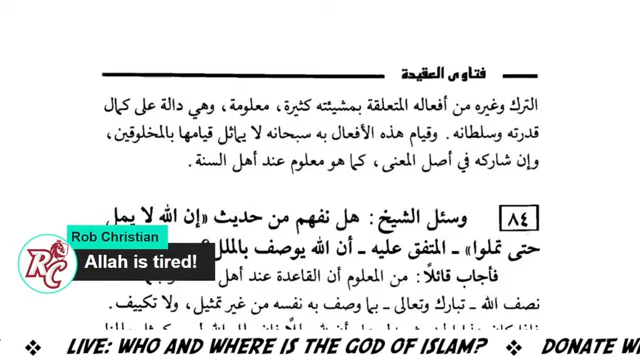 فتاوى العقيدة
الترك وغيره من أفعاله المتعلقة بمشيئته كثيرة، معلومة، وهي دالة على كمال
قدرته وسلطانه. وقيام هذه الأفعال به سبحانه لا يماثل قيامها بالمخلوقين،
وإن شاركه في أصل المعنى، كما هو معلوم عند أهل السنة.
٨٤ وسئل الشيخ: هل نفهم من حديث «إن الله لا يمل
حتى تملوا» ـ المتفق عليه ـ أن الله يوصف بالملل؟
فأجاب قائلاً: من المعلوم أن القاعدة عند أهل
نصف الله ـ تبارك وتعالى ـ بما وصف به نفسه من غير تمثيل، ولا تكييف.
Rob Christian
RC
Allah is tired!
LIVE: WHO AND WHERE IS THE GOD OF ISLAM? ❖ DONATE W